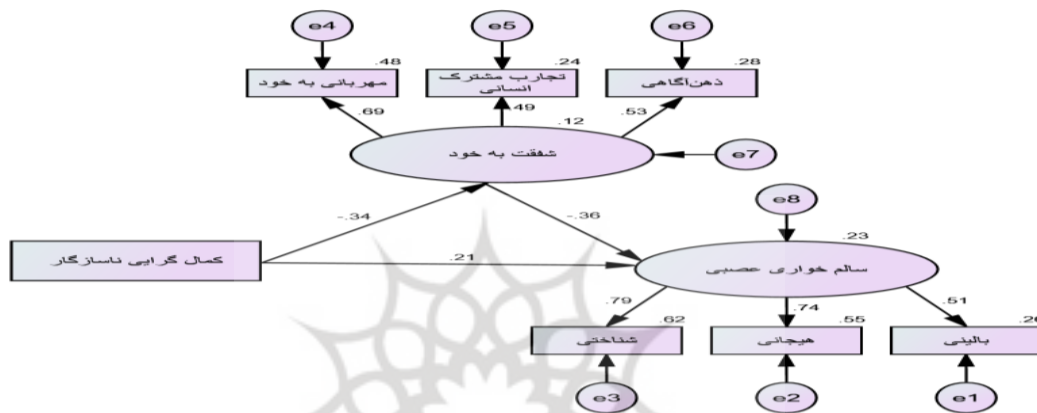 e4
e5
e6
.48
.24
.28
مهربانی به خود
تجارب مشترک
انسانی
ذهن‌آگاهی
.69
.49
.53
.12
شفقت به خود
e7
e8
-.34
-.36
.23
کمال گرایی ناسازگار
.21
سالم خواری عصبی
.79
.74
.51
.62
.55
.26
شناختی
هیجانی
بالینی
e3
e2
e1